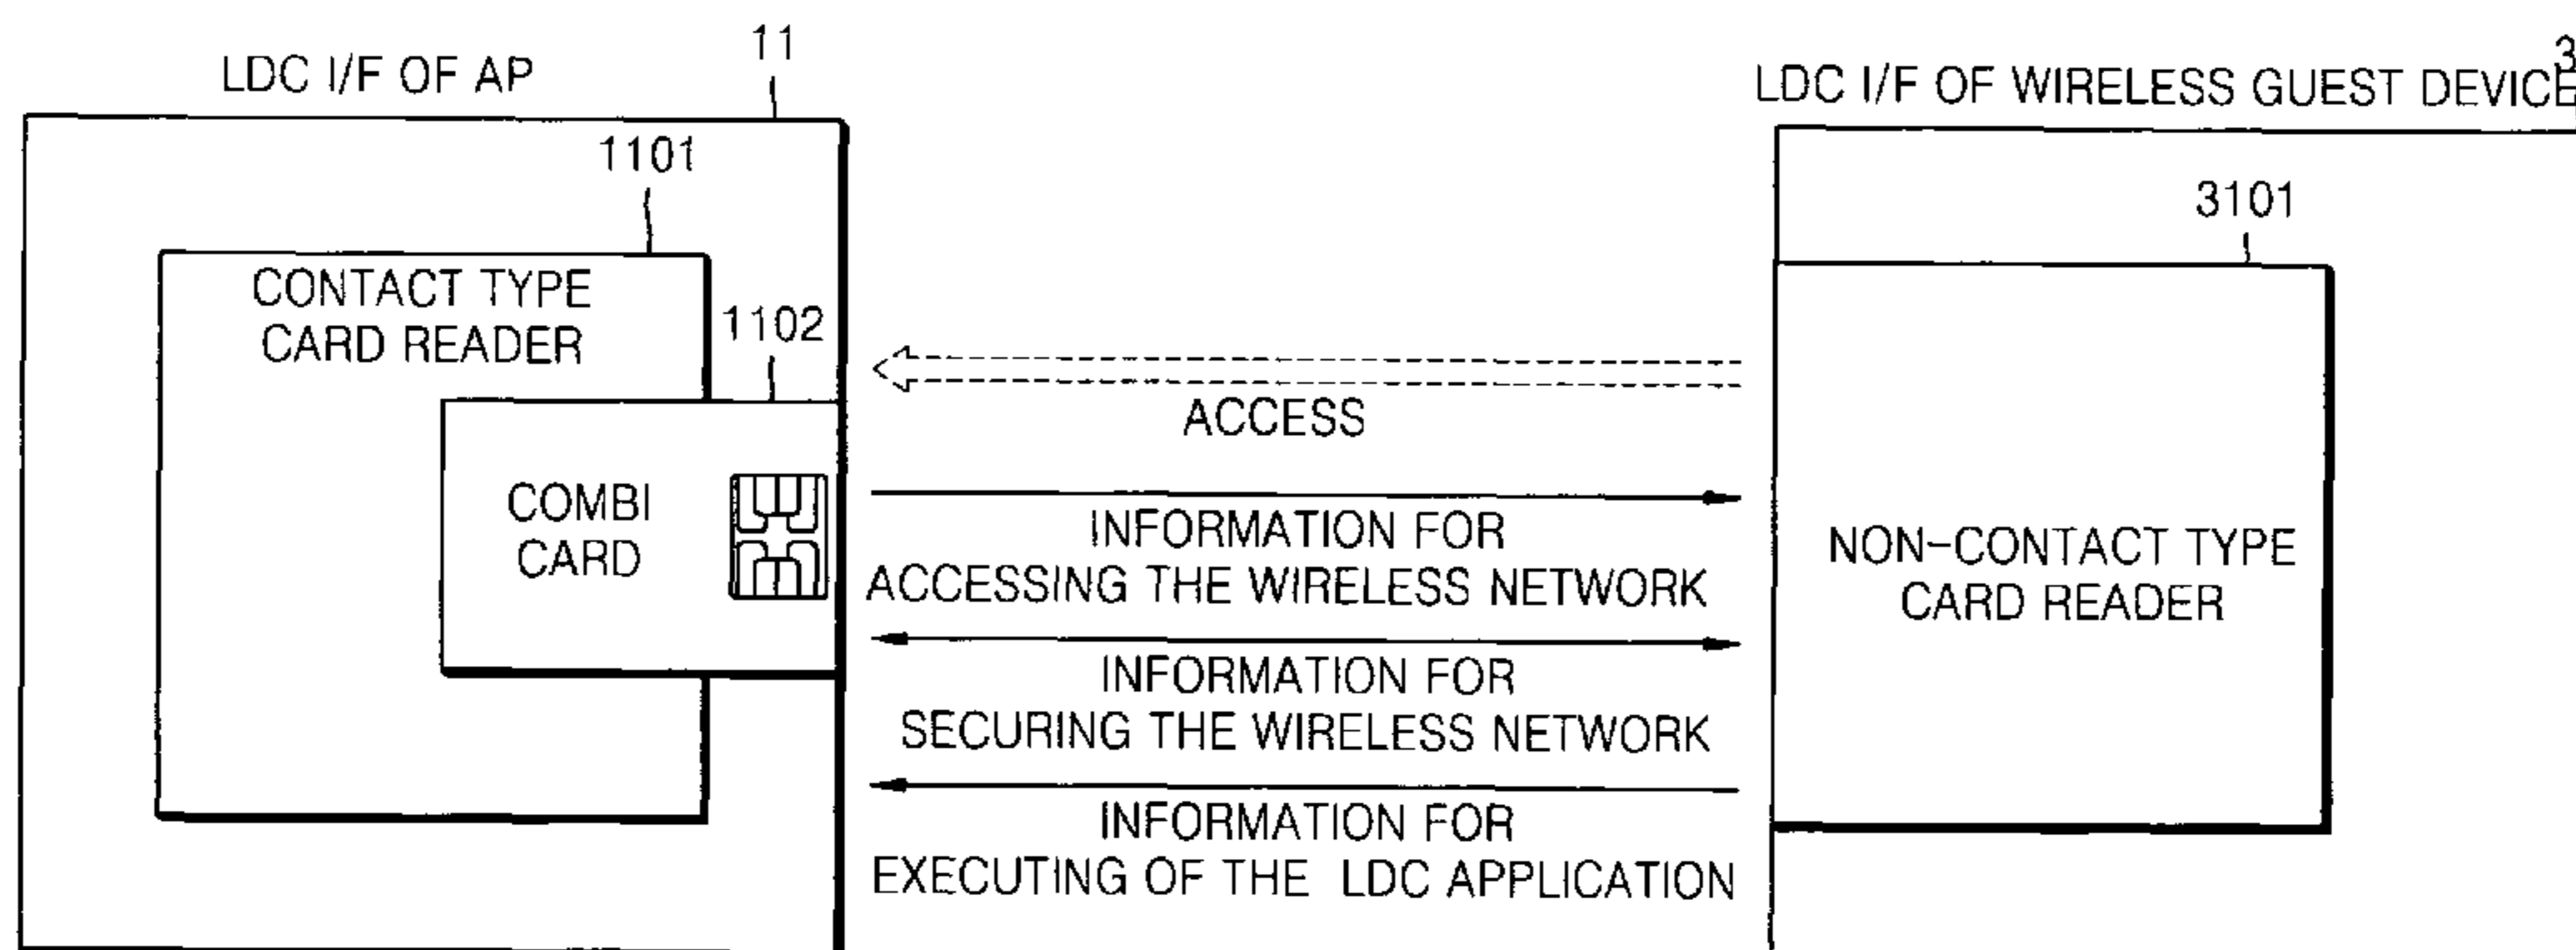 11
LDC I/F OF AP
3
LDC I/F OF WIRELESS GUEST DEVICE
1101
3101
CONTACT TYPE
CARD READER
1102
ACCESS
COMBI
CARD
INFORMATION FOR
ACCESSING THE WIRELESS NETWORK
NON-CONTACT TYPE
CARD READER
INFORMATION FOR
SECURING THE WIRELESS NETWORK
INFORMATION FOR
EXECUTING OF THE LDC APPLICATION